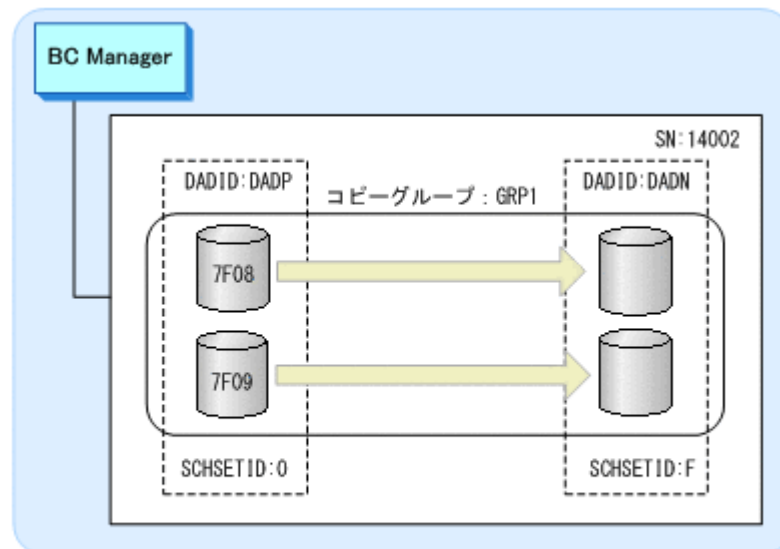 BC Manager
SN:14002
DADID:DADP
DADID:DADN
コピーグループ：GRP1
7F08
7F09
SCHSETID:0
SCHSETID:F